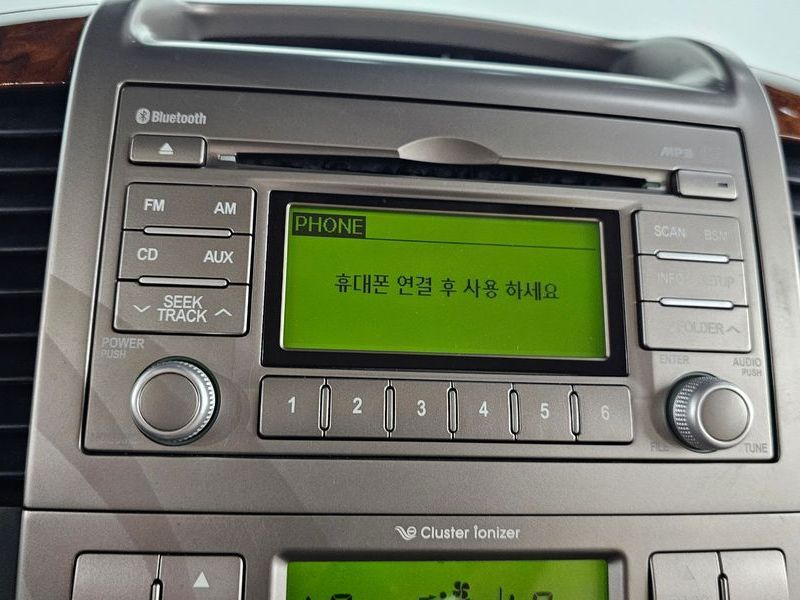 Bluetooth
MP3
FM
AM
CD
AUX
SEEK
TRACK
POWER
PUSH
PHONE
휴대폰 연결 후 사용 하세요
SCAN
BSM
INFO
SETUP
FOLDER
ENTER
AUDIO
PUSH
FILE
TUNE
1
2
3
4
5
6
Cluster ionizer